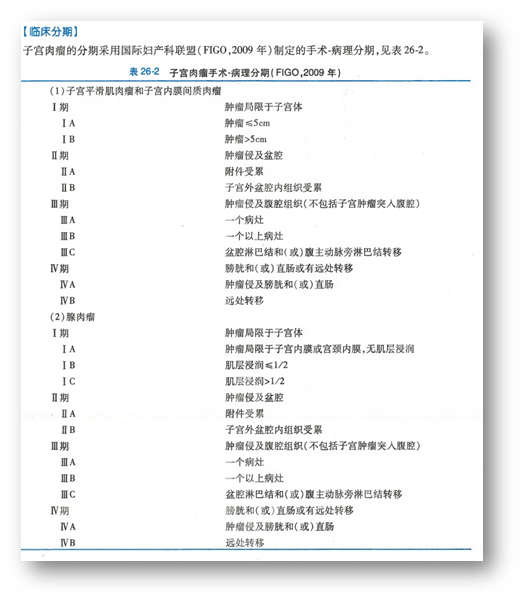 【临床分期】
子宫肉瘤的分期采用国际妇产科联盟(FIGO,2009年)制定的手术-病理分期,见表26-2。
表26-2 子宫肉瘤手术-病理分期(FIGO,2009年)
(1)子宫平滑肌肉瘤和子宫内膜间质肉瘤
Ⅰ期 肿瘤局限于子宫体
ⅠA 肿瘤≤5cm
ⅠB 肿瘤>5cm
Ⅱ期 肿瘤侵及盆腔
ⅡA 附件受累
ⅡB 子宫外盆腔内组织受累
Ⅲ期 肿瘤侵及腹腔组织(不包括子宫肿瘤突入腹腔)
ⅢA 一个病灶
ⅢB 一个以上病灶
ⅢC 盆腔淋巴结和(或)腹主动脉旁淋巴结转移
Ⅳ期 膀胱和(或)直肠或有远处转移
ⅣA 肿瘤侵及膀胱和(或)直肠
ⅣB 远处转移
(2)腺肉瘤
Ⅰ期 肿瘤局限于子宫体
ⅠA 肿瘤局限于子宫内膜或宫颈内膜,无肌层浸润
ⅠB 肌层浸润≤1/2
ⅠC 肌层浸润>1/2
Ⅱ期 肿瘤侵及盆腔
ⅡA 附件受累
ⅡB 子宫外盆腔内组织受累
Ⅲ期 肿瘤侵及腹腔组织(不包括子宫肿瘤突入腹腔)
ⅢA 一个病灶
ⅢB 一个以上病灶
ⅢC 盆腔淋巴结和(或)腹主动脉旁淋巴结转移
Ⅳ期 膀胱和(或)直肠或有远处转移
ⅣA 肿瘤侵及膀胱和(或)直肠
ⅣB 远处转移